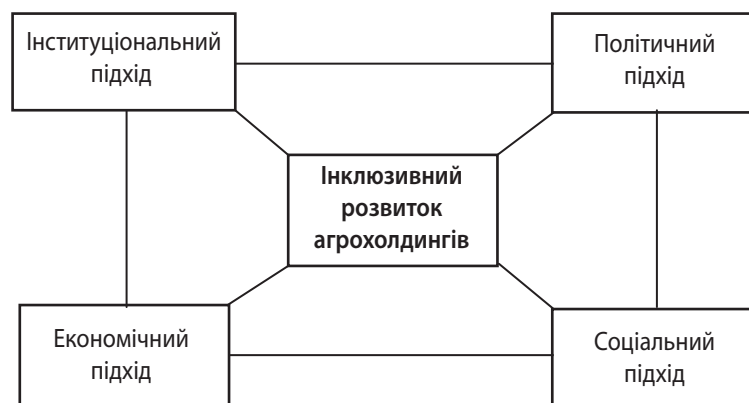 Інституціональний
підхід
Політичний
підхід
Інклюзивний
розвиток
агрохолдингів
Економічний
підхід
Соціальний
підхід